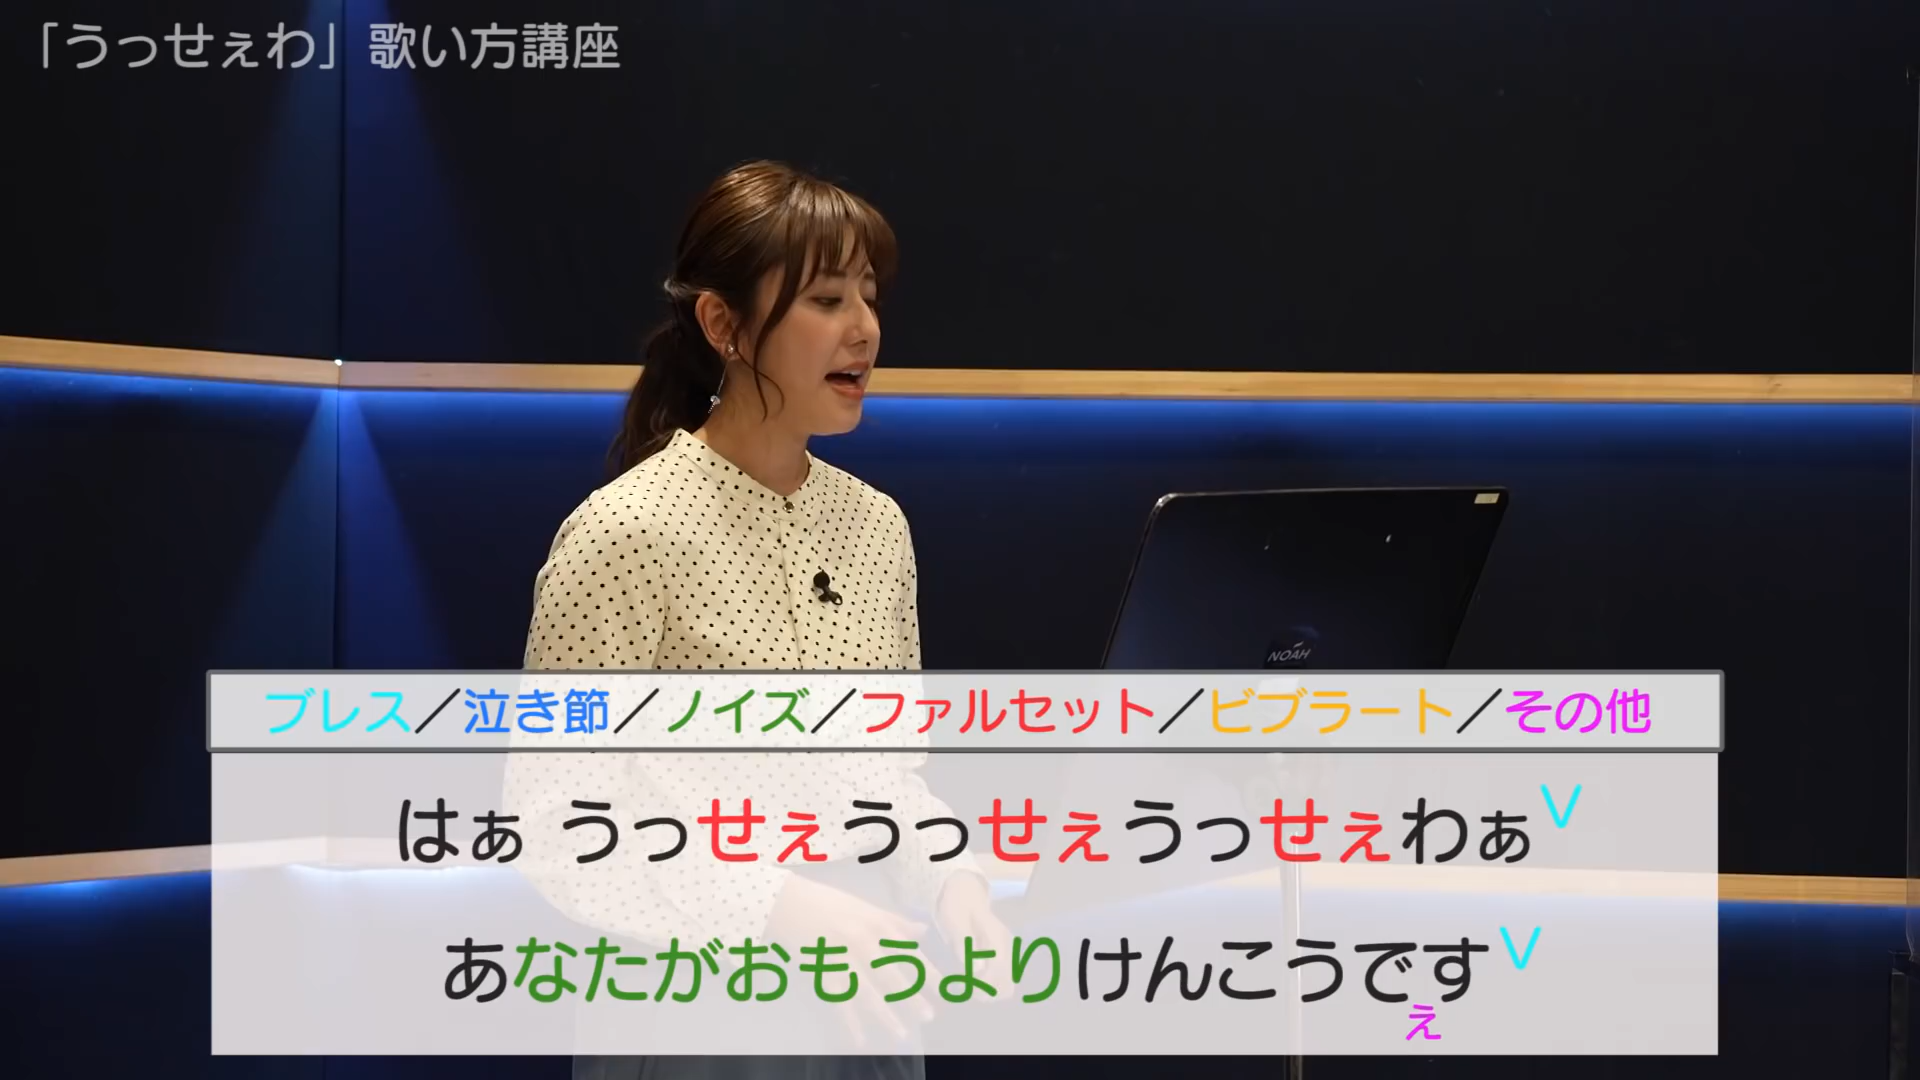 「うっせぇわ」歌い方講座
NOAH
ブレス／泣き節／ノイズ／ファルセット／ビブラート／その他
はぁ うっせぇうっせぇうっせぇわぁV
あなたがおもうよりけんこうですV
ぇ